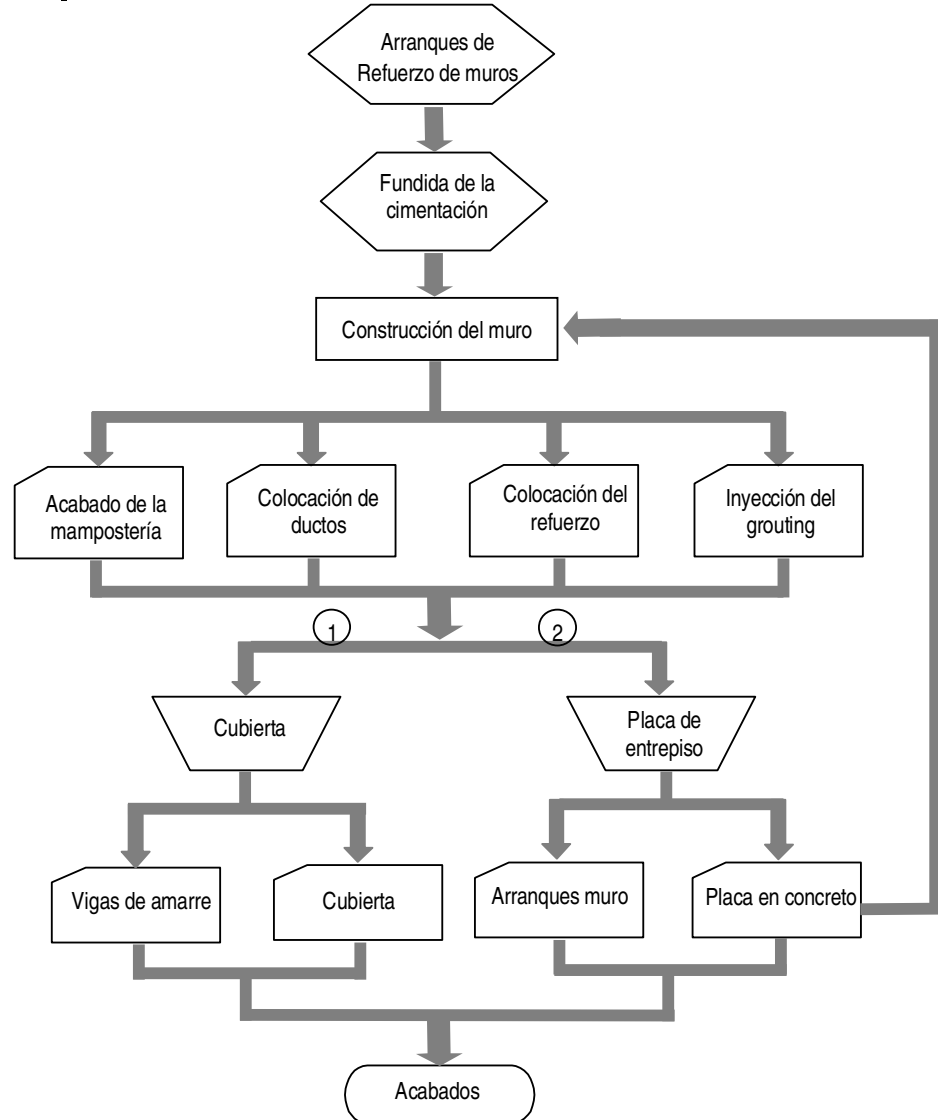 Arranques de
Refuerzo de muros
Fundida de la
cimentación
Construcción del muro
Acabado de la
mampostería
Colocación de
ductos
Colocación del
refuerzo
Inyección del
grouting
1
2
Cubierta
Placa de
entrepiso
Vigas de amarre
Cubierta
Arranques muro
Placa en concreto
Acabados